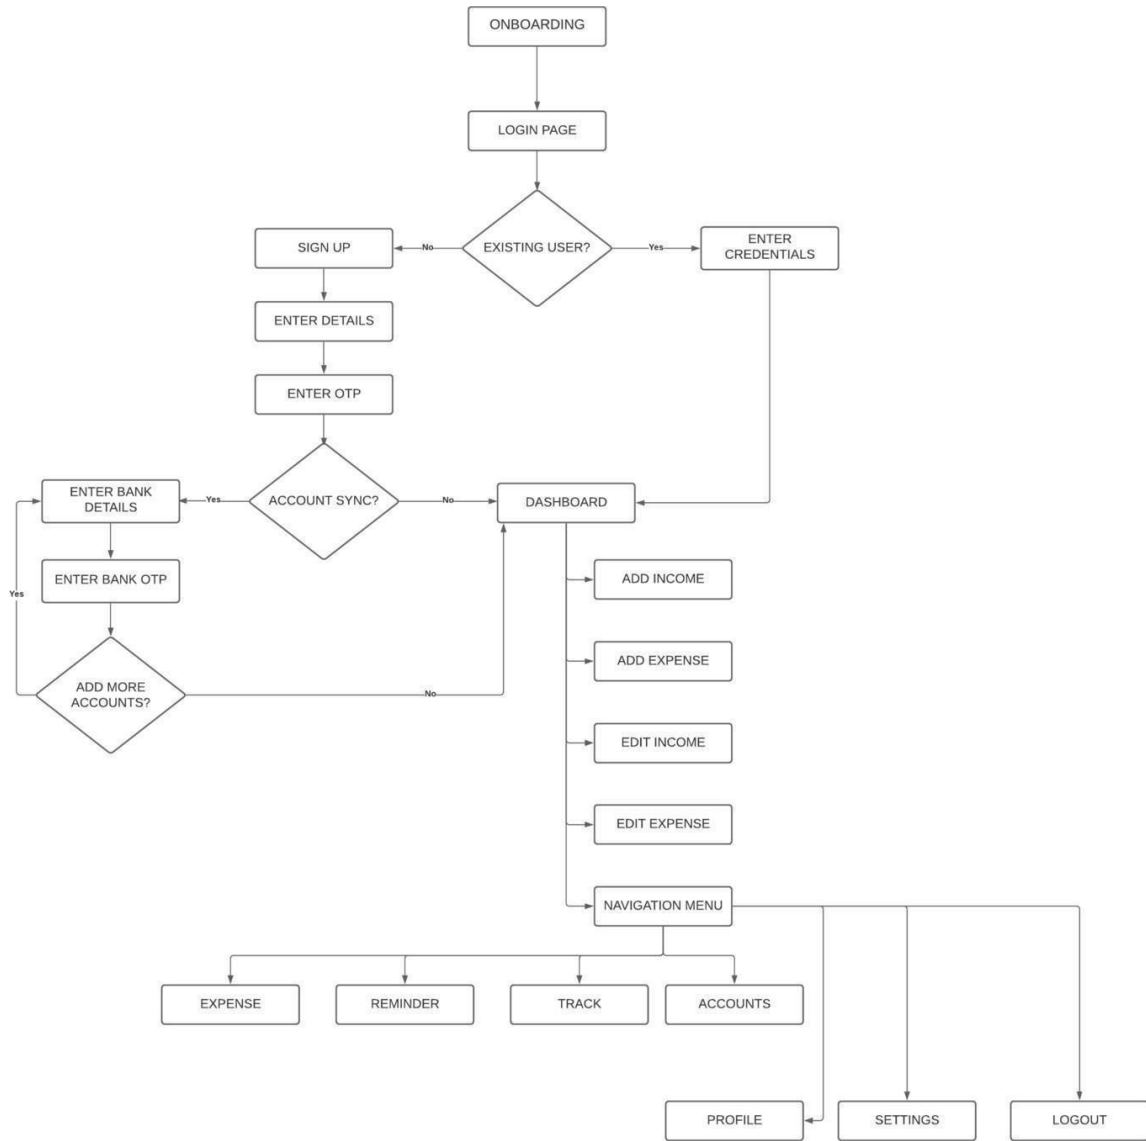 ONBOARDING
LOGIN PAGE
EXISTING USER?
No
Yes
SIGN UP
ENTER
CREDENTIALS
ENTER DETAILS
ENTER OTP
ACCOUNT SYNC?
Yes
No
ENTER BANK
DETAILS
DASHBOARD
ENTER BANK OTP
Yes
ADD MORE
ACCOUNTS?
No
ADD INCOME
ADD EXPENSE
EDIT INCOME
EDIT EXPENSE
NAVIGATION MENU
EXPENSE
REMINDER
TRACK
ACCOUNTS
PROFILE
SETTINGS
LOGOUT